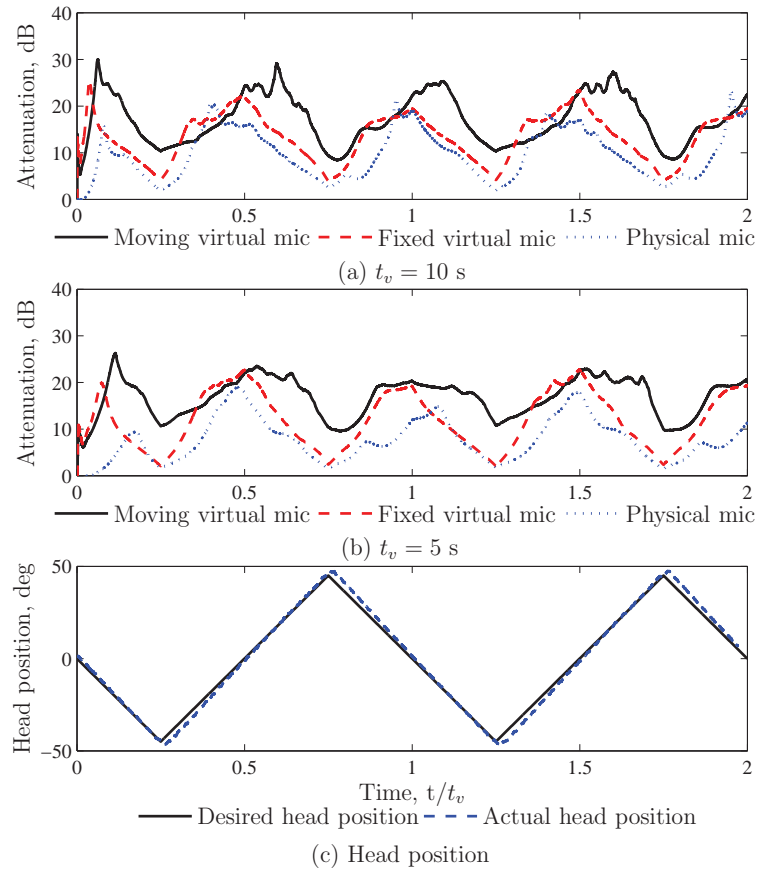 40
30
20
10
0
Attenuation, dB
0 0.5 1 1.5 2
Moving virtual mic Fixed virtual mic Physical mic
(a) t_v = 10 s
40
30
20
10
0
Attenuation, dB
0 0.5 1 1.5 2
Moving virtual mic Fixed virtual mic Physical mic
(b) t_v = 5 s
50
0
−50
Head position, deg
0 0.5 1 1.5 2
Time, t/t_v
Desired head position Actual head position
(c) Head position